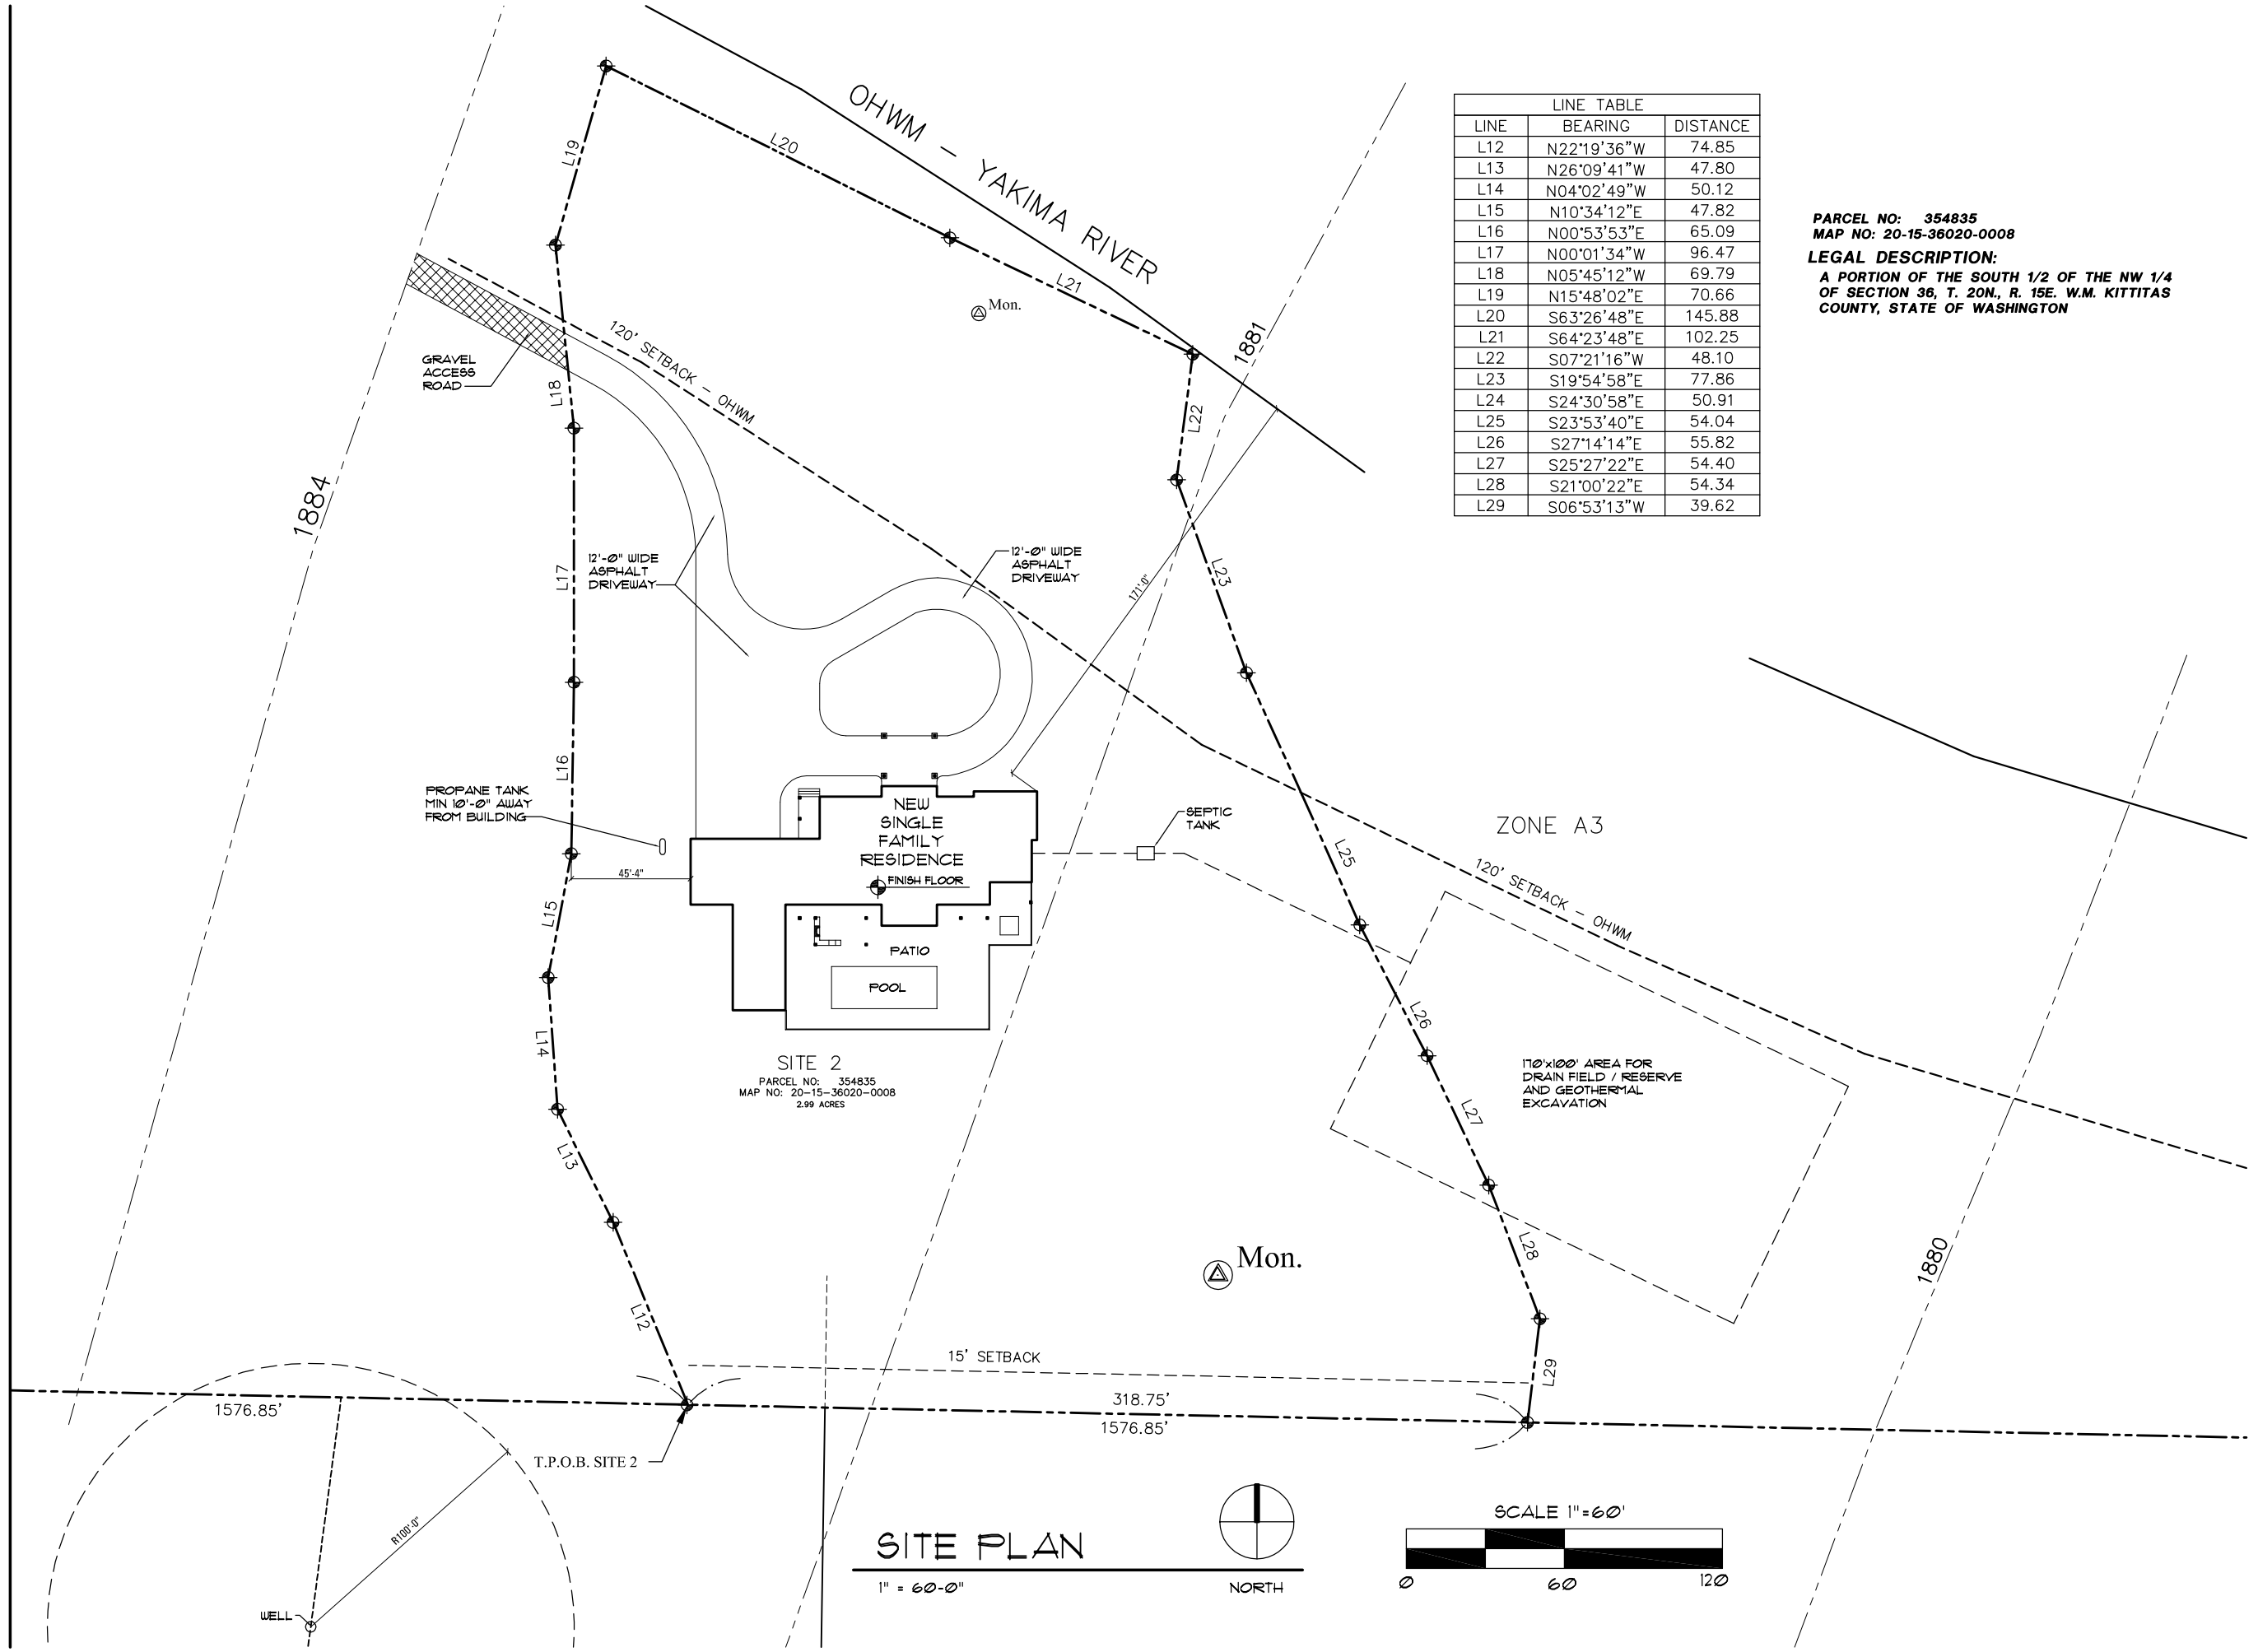 OHWM - YAKIMA RIVER
L19
L20
L21
Mon.
1881
LINE TABLE
LINE BEARING DISTANCE
L12 N22°19'36"W 74.85
L13 N26°09'41"W 47.80
L14 N04°02'49"W 50.12
L15 N10°34'12"E 47.82
L16 N00°53'53"E 65.09
L17 N00°01'34"W 96.47
L18 N05°45'12"W 69.79
L19 N15°48'02"E 70.66
L20 S63°26'48"E 145.88
L21 S64°23'48"E 102.25
L22 S07°21'16"W 48.10
L23 S19°54'58"E 77.86
L24 S24°30'58"E 50.91
L25 S23°53'40"E 54.04
L26 S27°14'14"E 55.82
L27 S25°27'22"E 54.40
L28 S21°00'22"E 54.34
L29 S06°53'13"W 39.62
PARCEL NO: 354835
MAP NO: 20-15-36020-0008
LEGAL DESCRIPTION:
A PORTION OF THE SOUTH 1/2 OF THE NW 1/4
OF SECTION 36, T. 20N., R. 15E. W.M. KITTITAS
COUNTY, STATE OF WASHINGTON
120' SETBACK - OHWM
GRAVEL
ACCESS
ROAD
L18
L22
1884
12'-0" WIDE
ASPHALT
DRIVEWAY
12'-0" WIDE
ASPHALT
DRIVEWAY
L17
L23
171'-0"
L16
PROPANE TANK
MIN 10'-0" AWAY
FROM BUILDING
NEW
SINGLE
FAMILY
RESIDENCE
FINISH FLOOR
SEPTIC
TANK
ZONE A3
L25
45'-4"
120' SETBACK - OHWM
L15
PATIO
POOL
L14
L26
SITE 2
PARCEL NO: 354835
MAP NO: 20-15-36020-0008
2.99 ACRES
170'x100' AREA FOR
DRAIN FIELD / RESERVE
AND GEOTHERMAL
EXCAVATION
L27
L13
L28
Mon.
1880
L12
15' SETBACK
L29
1576.85'
318.75'
1576.85'
T.P.O.B. SITE 2
R100'-0"
WELL
SITE PLAN
1" = 60-0"
NORTH
SCALE 1"=60'
0 60 120